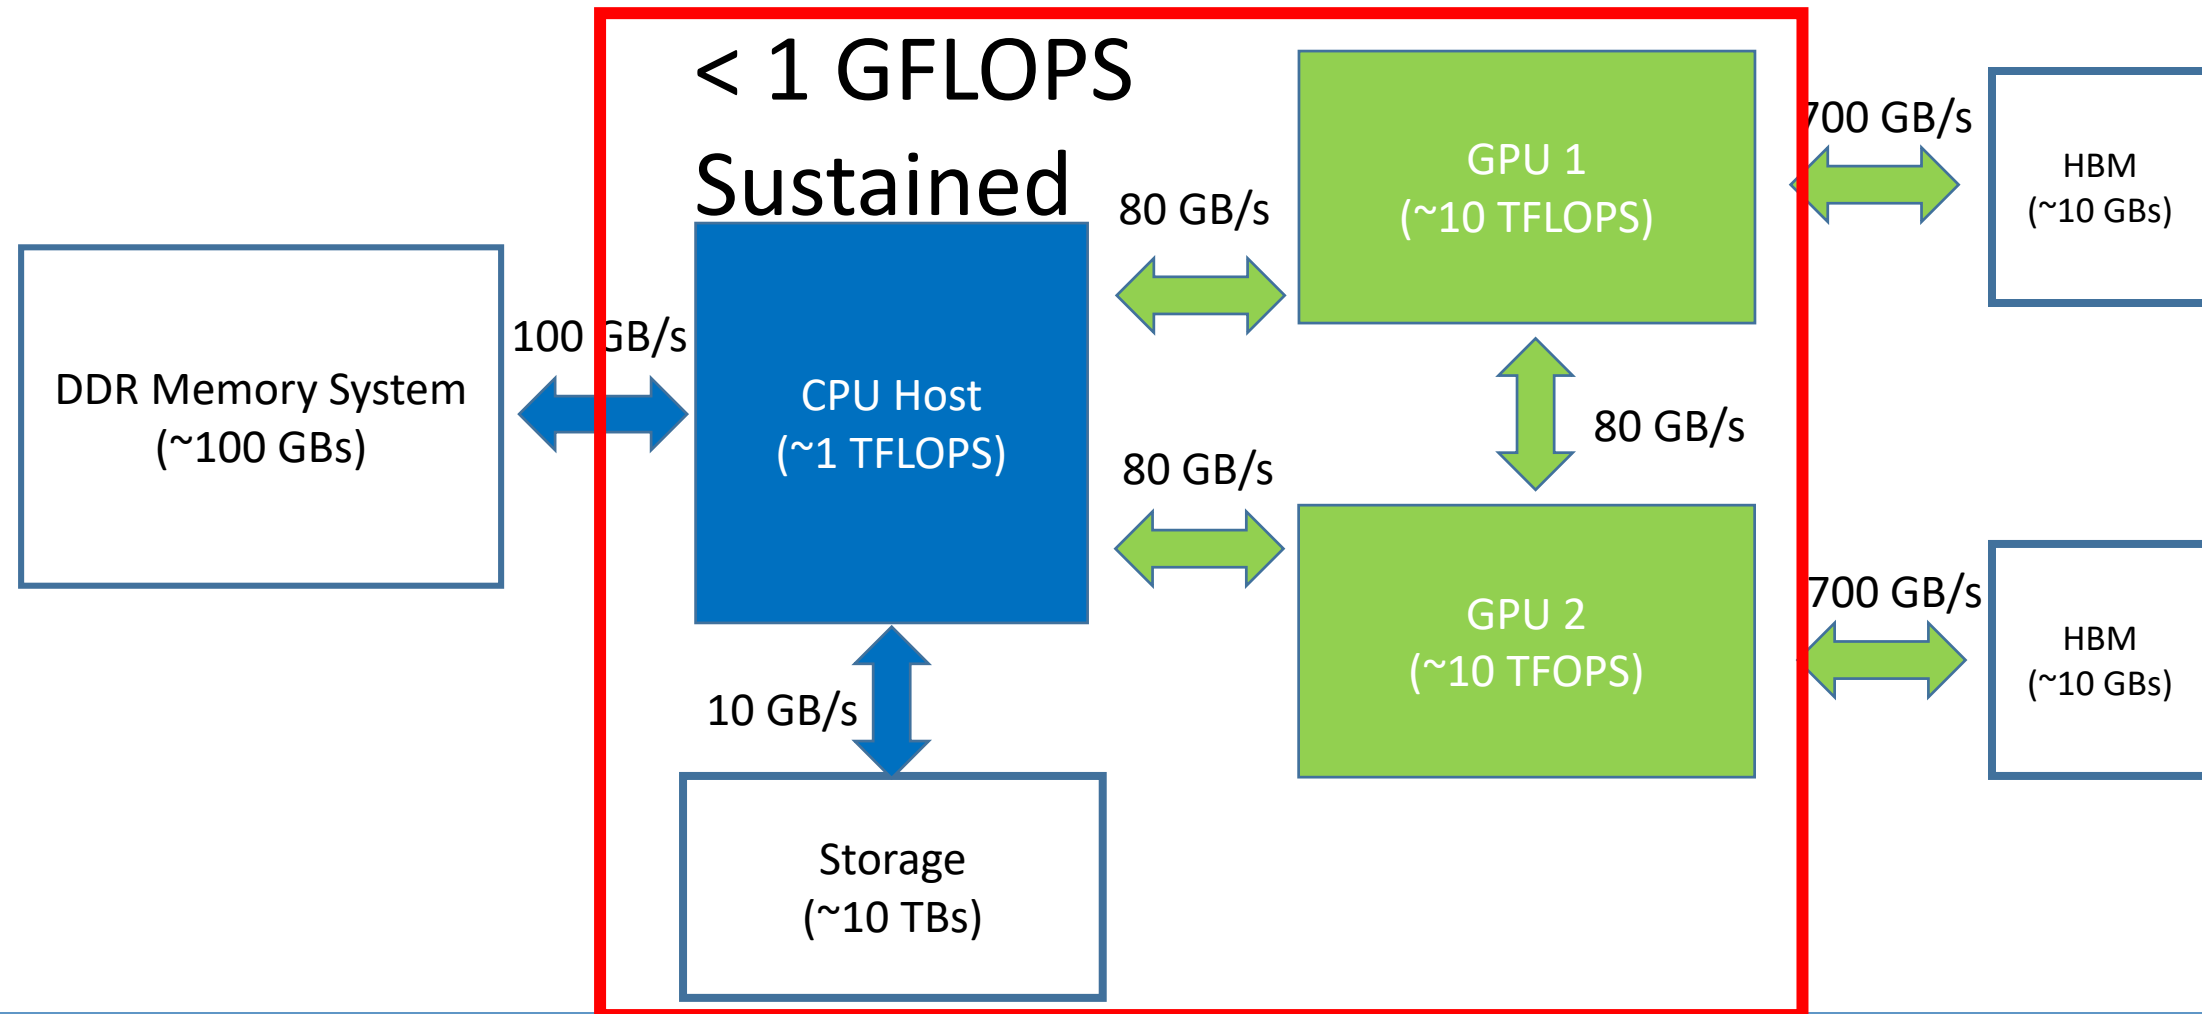 < 1 GFLOPS
Sustained
DDR Memory System
(~100 GBs)
100 GB/s
CPU Host
(~1 TFLOPS)
80 GB/s
80 GB/s
GPU 1
(~10 TFLOPS)
700 GB/s
HBM
(~10 GBs)
80 GB/s
GPU 2
(~10 TFOPS)
700 GB/s
HBM
(~10 GBs)
10 GB/s
Storage
(~10 TBs)